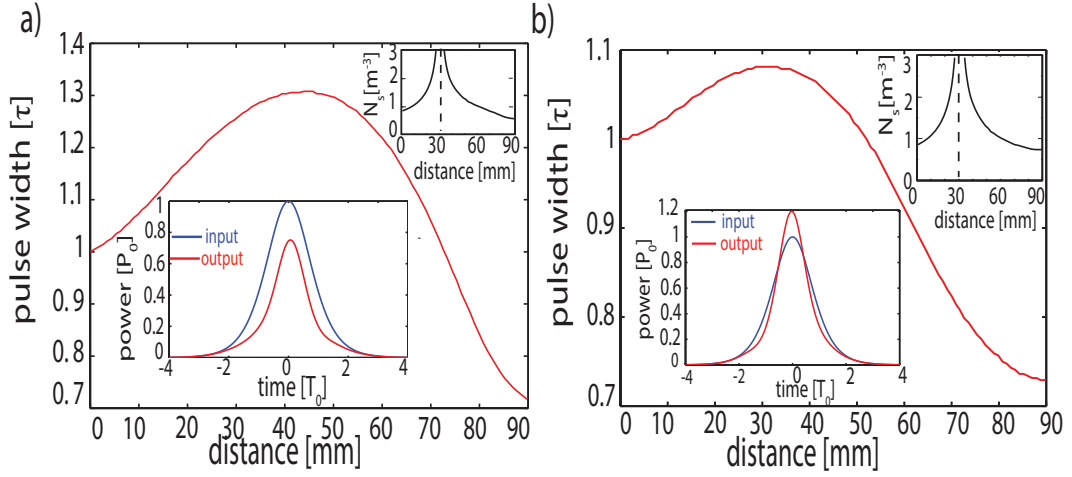 a)
pulse width [τ]
1.4
1.3
1.2
1.1
1
0.9
0.8
0.7
0 10 20 30 40 50 60 70 80 90
distance [mm]
N_s[m⁻³]
3
2
1
0
0 30 60 90
distance [mm]
power [P_0]
1
0.8
0.6
0.4
0.2
0
input
output
-4 -2 0 2 4
time [T_0]
b)
pulse width [τ]
1.1
1
0.9
0.8
0.7
0 10 20 30 40 50 60 70 80 90
distance [mm]
N_s[m⁻³]
3
2
1
0
0 30 60 90
distance [mm]
power [P_0]
1.2
1.0
0.8
0.6
0.4
0.2
0
input
output
-4 -2 0 2 4
time [T_0]